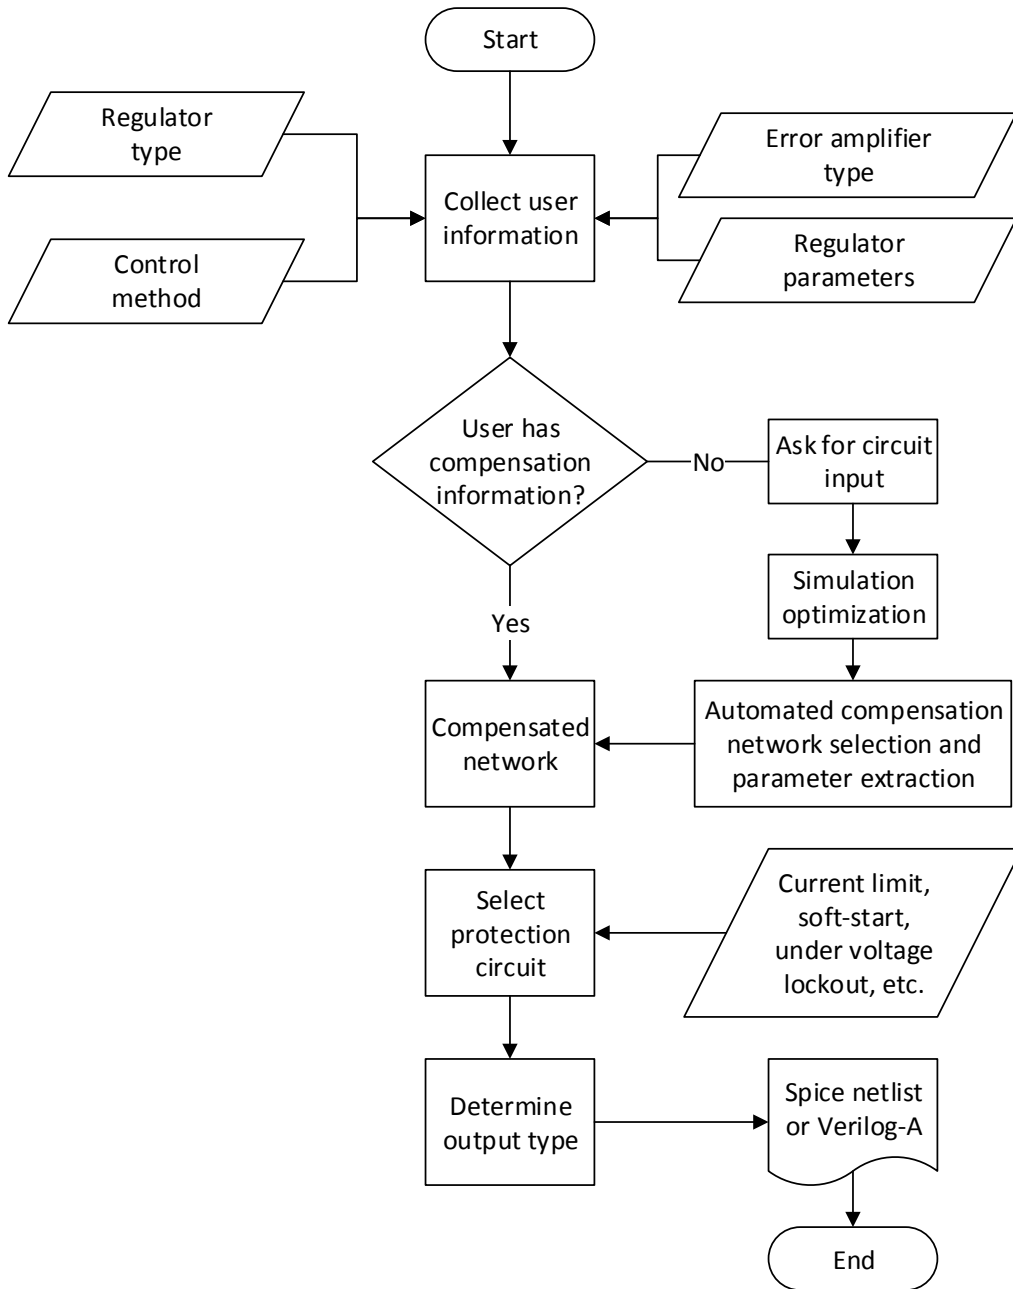 Start
Regulator
type
Error amplifier
type
Collect user
information
Control
method
Regulator
parameters
User has
compensation
information?
No
Ask for circuit
input
Simulation
optimization
Yes
Compensated
network
Automated compensation
network selection and
parameter extraction
Select
protection
circuit
Current limit,
soft-start,
under voltage
lockout, etc.
Determine
output type
Spice netlist
or Verilog-A
End